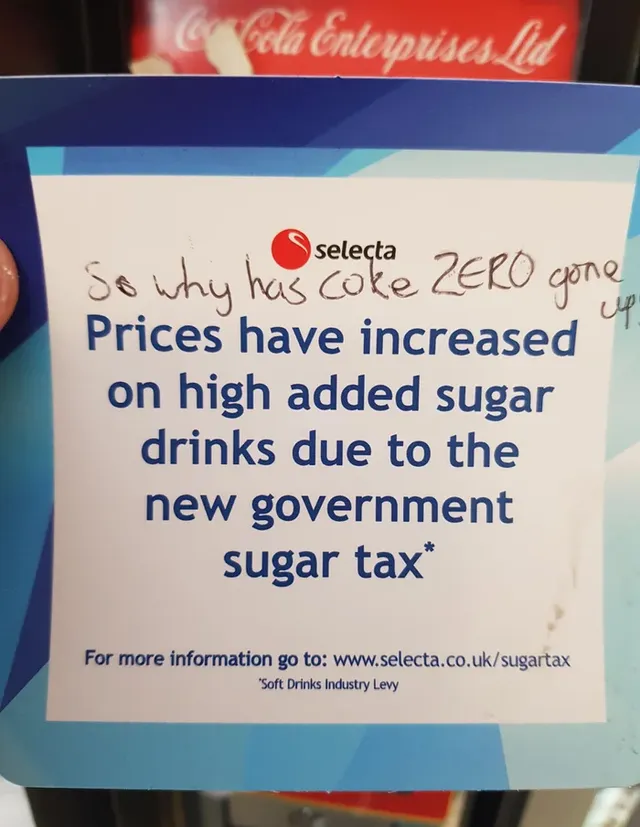 Coca-Cola Enterprises Ltd
selecta
So why has coke ZERO gone
up?
Prices have increased
on high added sugar
drinks due to the
new government
sugar tax*
For more information go to: www.selecta.co.uk/sugartax
*Soft Drinks Industry Levy